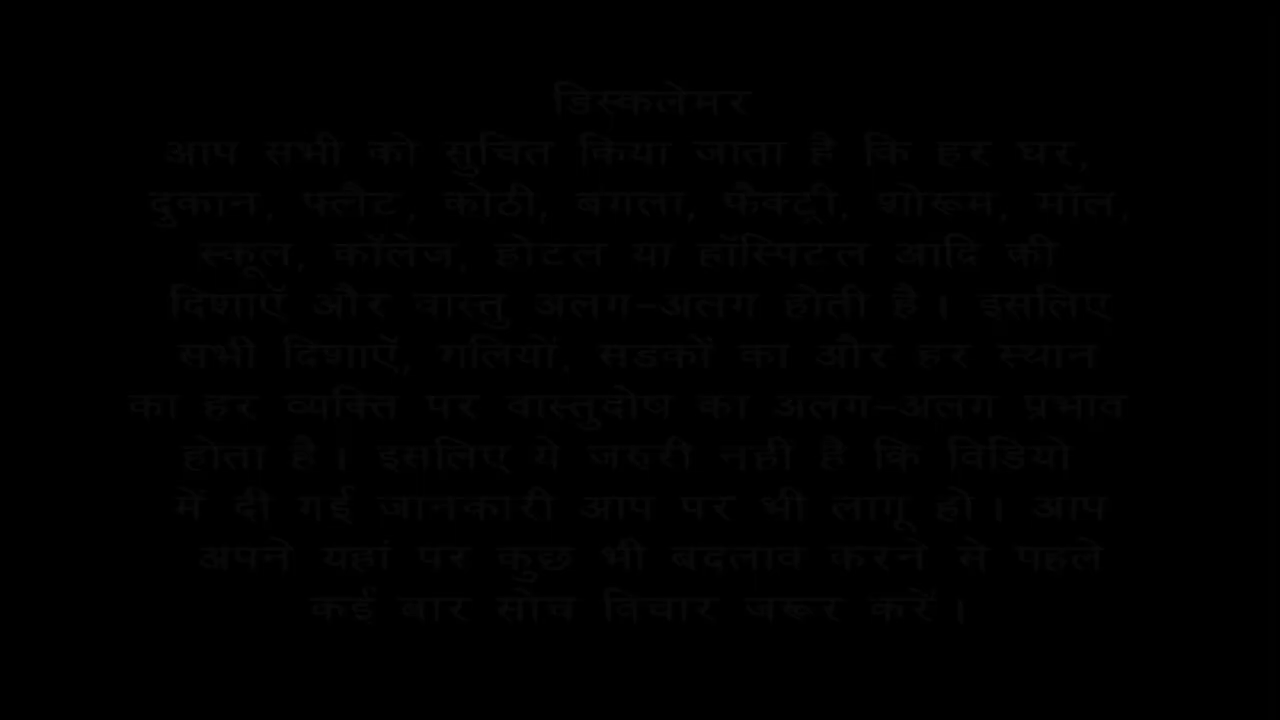 डिस्कलेमर
आप सभी को सुचित किया जाता है कि हर घर,
दुकान, फ्लैट, कोठी, बंगला, फैक्ट्री, शोरूम, मॉल,
स्कूल, कॉलेज, होटल या हॉस्पिटल आदि की
दिशाएँ और वास्तु अलग-अलग होती है। इसलिए
सभी दिशाएँ, गलियों, सडकों का और हर स्थान
का हर व्यक्ति पर वास्तुदोष का अलग-अलग प्रभाव
होता है। इसलिए ये जरुरी नही है कि विडियो
में दी गई जानकारी आप पर भी लागू हो। आप
अपने यहां पर कुछ भी बदलाव करने से पहले
कई बार सोच विचार जरूर करें।